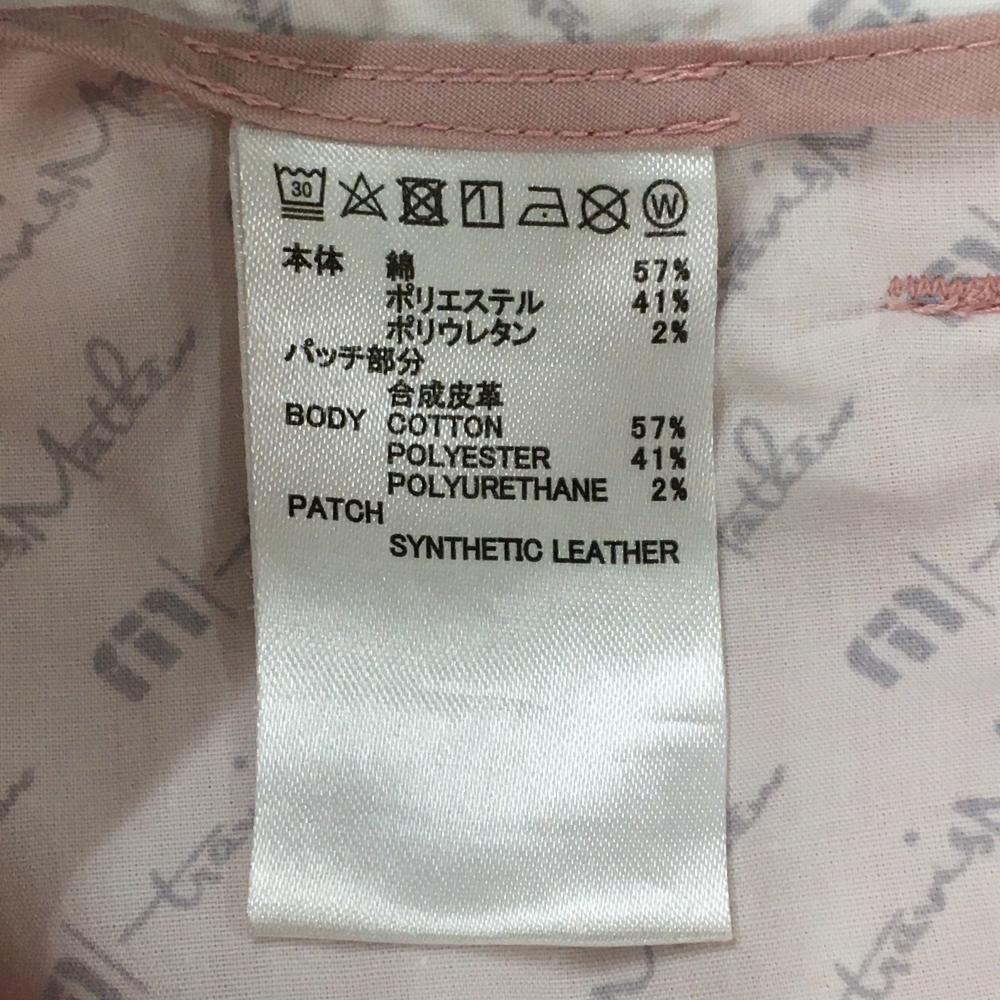 30 W
本体 綿 57%
ポリエステル 41%
ポリウレタン 2%
パッチ部分
合成皮革
BODY COTTON 57%
POLYESTER 41%
POLYURETHANE 2%
PATCH
SYNTHETIC LEATHER